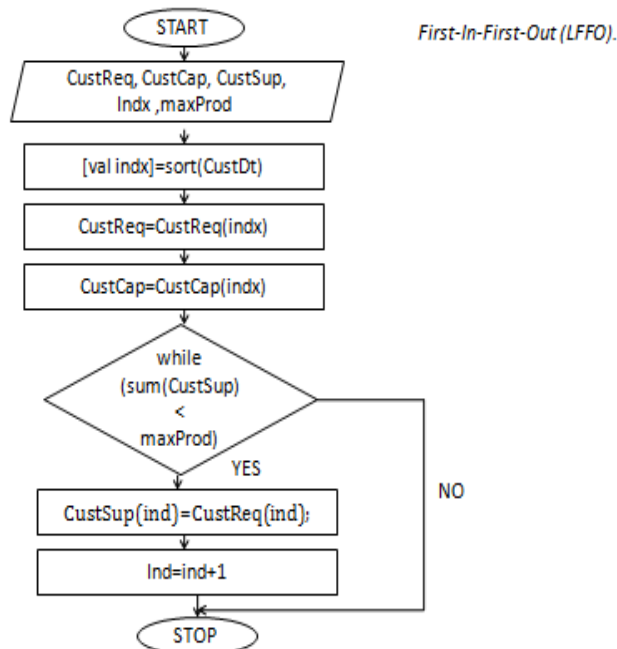 START
First-In-First-Out (LFFO).
CustReq, CustCap, CustSup,
Indx ,maxProd
[val indx]=sort(CustDt)
CustReq=CustReq(indx)
CustCap=CustCap(indx)
while
(sum(CustSup)
<
maxProd)
YES
NO
CustSup(ind)=CustReq(ind);
Ind=ind+1
STOP